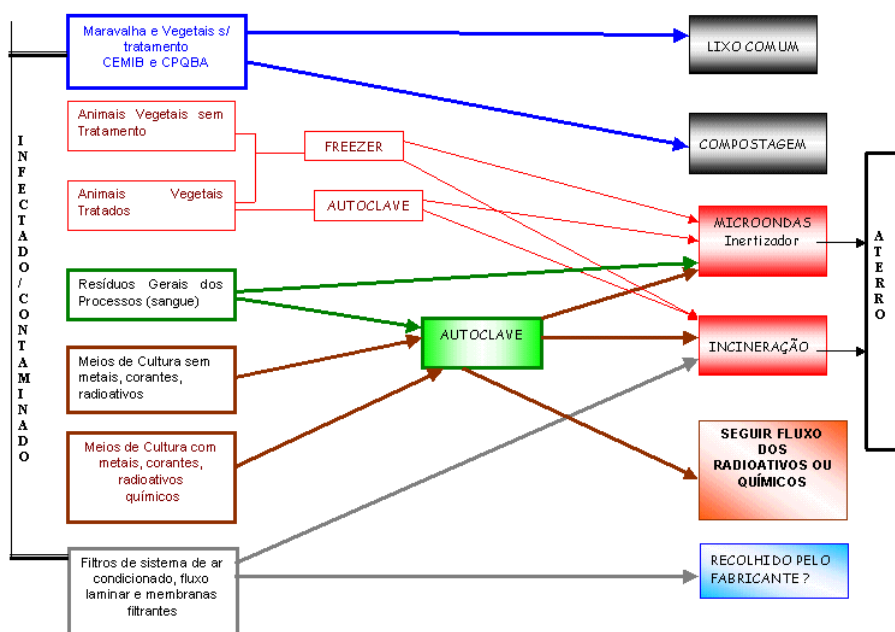 INFECTADO/CONTAMINADO
Maravalha e Vegetais s/
tratamento
CEMIB e CPQBA
Animais Vegetais sem
Tratamento
Animais Vegetais
Tratados
Resíduos Gerais dos
Processos (sangue)
Meios de Cultura sem
metais, corantes,
radioativos
Meios de Cultura com
metais, corantes,
radioativos
químicos
Filtros de sistema de ar
condicionado, fluxo
laminar e membranas
filtrantes
FREEZER
AUTOCLAVE
AUTOCLAVE
LIXO COMUM
COMPOSTAGEM
MICROONDAS
Inertizador
INCINERAÇÃO
SEGUIR FLUXO
DOS
RADIOATIVOS OU
QUÍMICOS
RECOLHIDO PELO
FABRICANTE ?
ATERRO